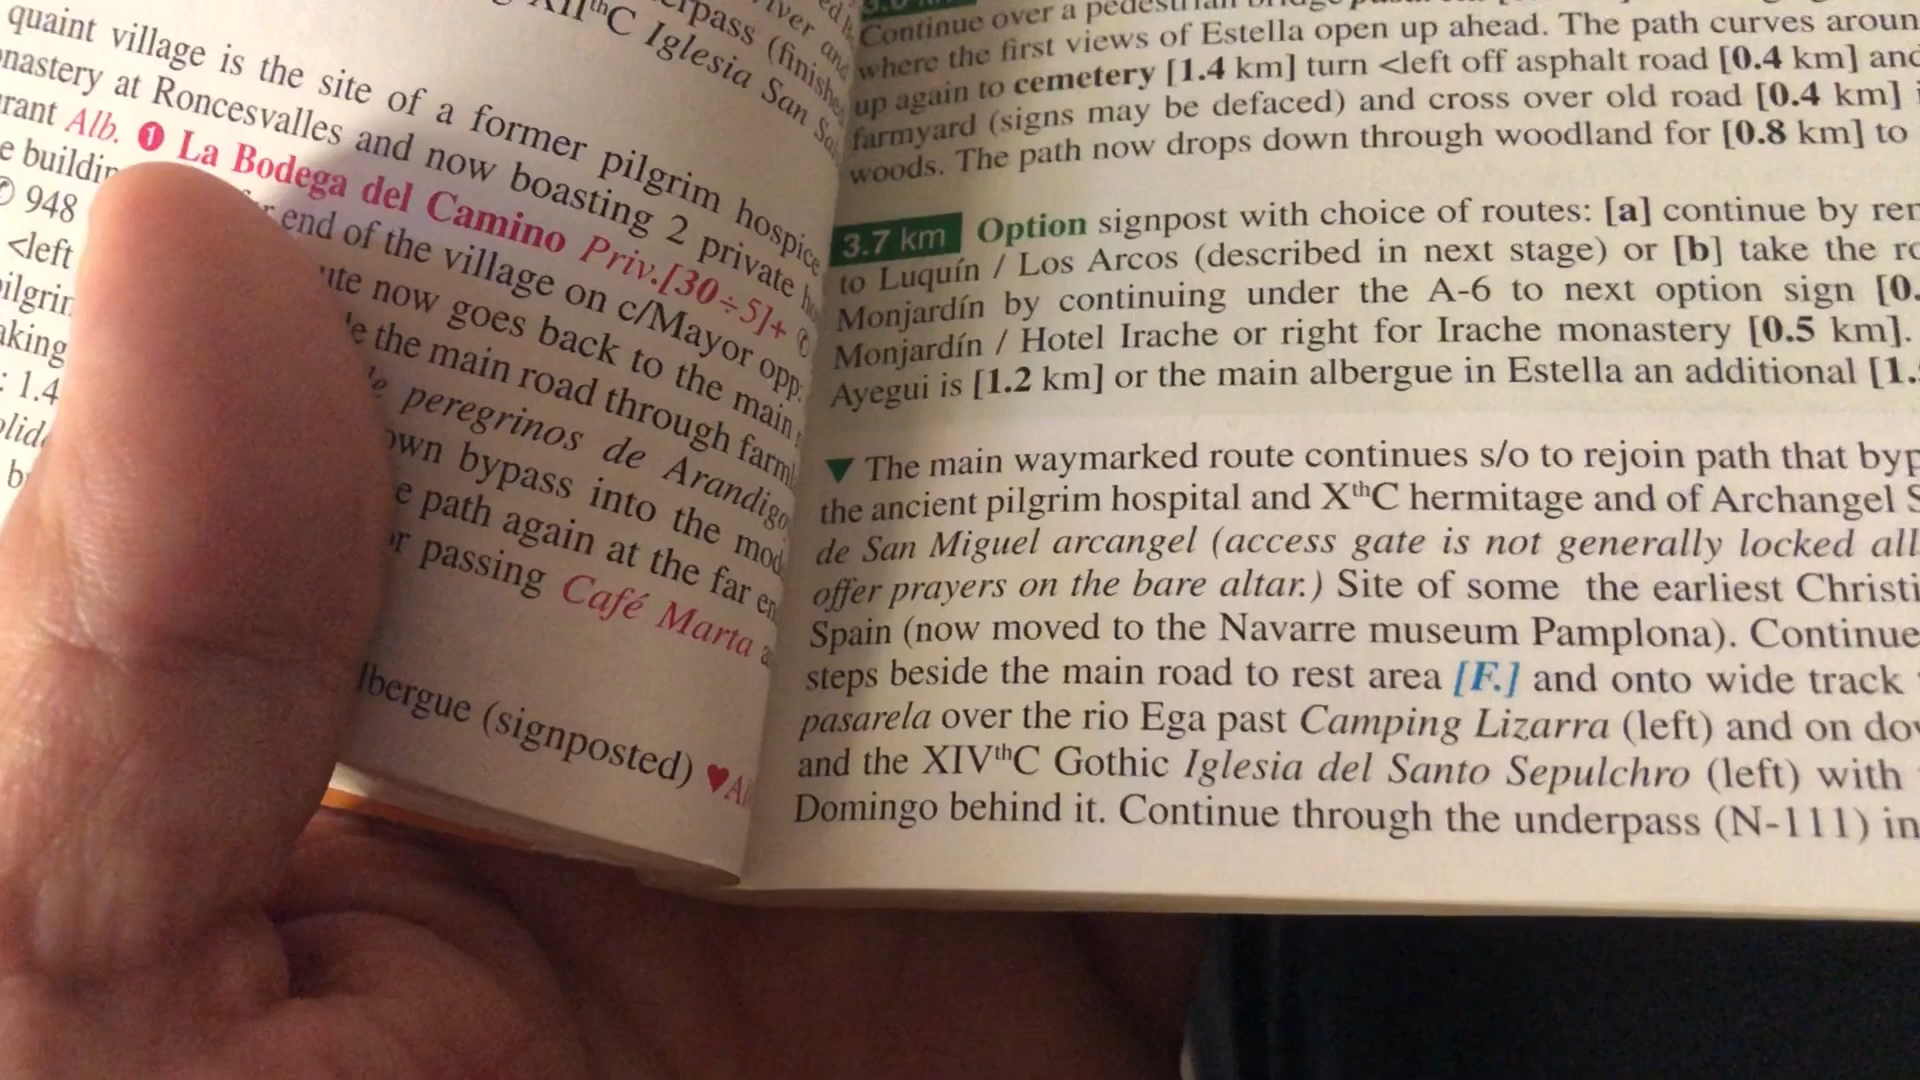 XIIthC Iglesia San
quaint village is the site of a former pilgrim hospice
at Roncesvalles and now boasting 2 private
Alb. 1 La Bodega del Camino Priv.[30÷5]+
948 end of the village on c/Mayor opp.
<left now goes back to the main
the main road through
peregrinos de
: 1.4 bypass into the
path again at the far
passing Café Marta
(signposted) ♥
Continue over a
where the first views of Estella open up ahead. The path curves
up again to cemetery [1.4 km] turn <left off asphalt road [0.4 km]
farmyard (signs may be defaced) and cross over old road [0.4 km]
woods. The path now drops down through woodland for [0.8 km] to
3.7 km Option signpost with choice of routes: [a] continue by
to Luquín / Los Arcos (described in next stage) or [b] take the
Monjardín by continuing under the A-6 to next option sign [0.
Monjardín / Hotel Irache or right for Irache monastery [0.5 km].
Ayegui is [1.2 km] or the main albergue in Estella an additional [1.
▼ The main waymarked route continues s/o to rejoin path that
the ancient pilgrim hospital and XthC hermitage and of Archangel S
de San Miguel arcangel (access gate is not generally locked all
offer prayers on the bare altar.) Site of some the earliest Christi
Spain (now moved to the Navarre museum Pamplona). Continue
steps beside the main road to rest area [F.] and onto wide track
pasarela over the rio Ega past Camping Lizarra (left) and on
and the XIVthC Gothic Iglesia del Santo Sepulchro (left) with
Domingo behind it. Continue through the underpass (N-111) in